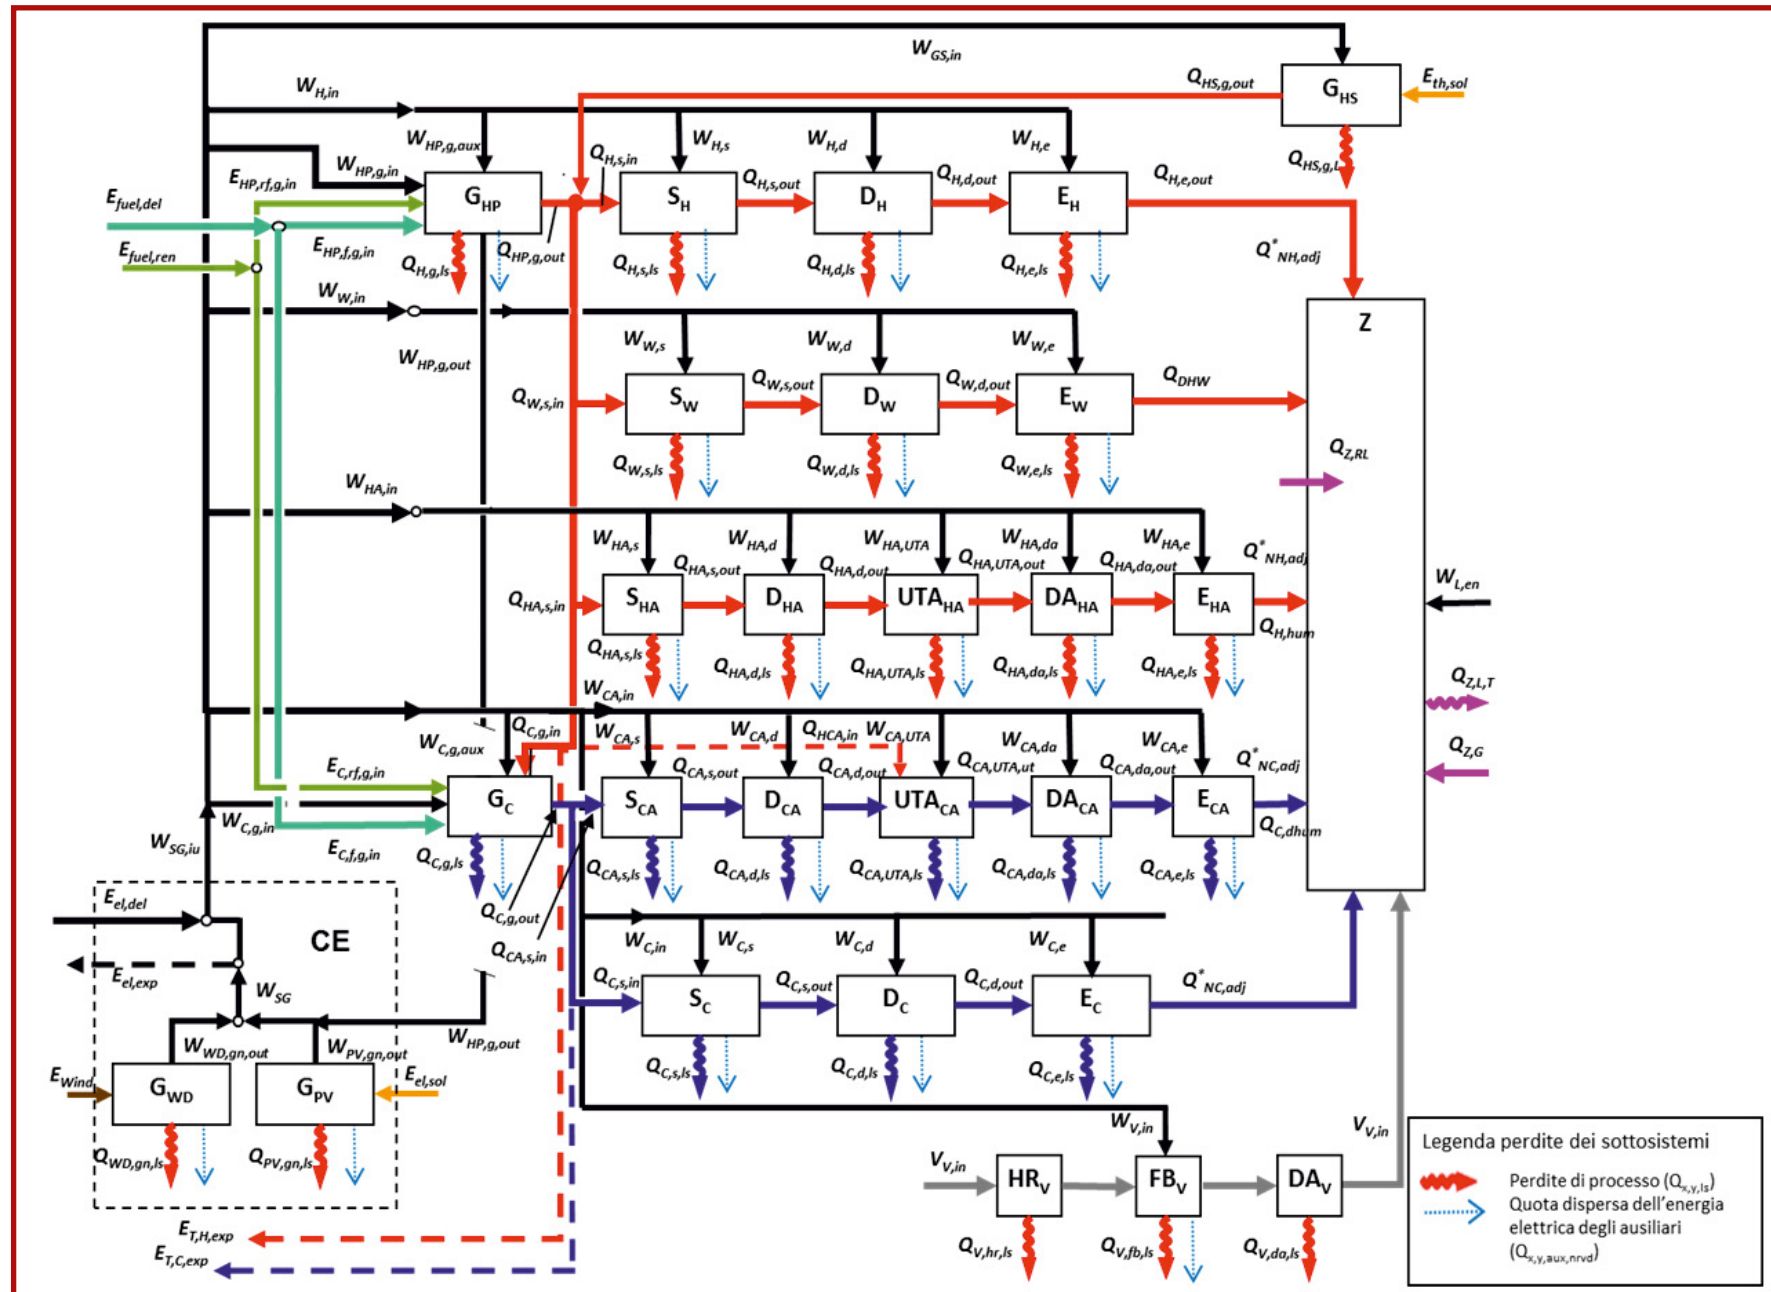 W_GS,in
Q_HS,g,out
G_HS
E_th,sol
W_H,in
W_HP,g,aux
Q_H,s,in
W_H,s
W_H,d
W_H,e
Q_HS,g,L
W_HP,g,in
E_HP,rf,g,in
G_HP
S_H
Q_H,s,out
D_H
Q_H,d,out
E_H
Q_H,e,out
E_fuel,del
E_fuel,ren
E_HP,f,g,in
Q_H,g,ls
Q_HP,g,out
Q_H,s,ls
Q_H,d,ls
Q_H,e,ls
Q*_NH,adj
W_W,in
Z
W_HP,g,out
W_W,s
W_W,d
W_W,e
Q_W,s,in
S_W
Q_W,s,out
D_W
Q_W,d,out
E_W
Q_DHW
Q_W,s,ls
Q_W,d,ls
Q_W,e,ls
Q_Z,RL
W_HA,in
W_HA,s
W_HA,d
W_HA,UTA
W_HA,da
W_HA,e
Q_HA,s,out
Q_HA,d,out
Q_HA,UTA,out
Q_HA,da,out
Q*_NH,adj
Q_HA,s,in
S_HA
D_HA
UTA_HA
DA_HA
E_HA
Q_H,hum
W_L,en
Q_HA,s,ls
Q_HA,d,ls
Q_HA,UTA,ls
Q_HA,da,ls
Q_HA,e,ls
Q_Z,L,T
W_CA,in
W_C,g,aux
Q_C,g,in
W_CA,s
W_CA,d
Q_HCA,in
W_CA,UTA
W_CA,da
W_CA,e
Q_Z,G
E_C,rf,g,in
Q_CA,s,out
Q_CA,d,out
Q_CA,UTA,ut
Q_CA,da,out
Q*_NC,adj
G_C
S_CA
D_CA
UTA_CA
DA_CA
E_CA
W_C,g,in
Q_C,dhum
W_SG,iu
E_C,f,g,in
Q_C,g,ls
Q_CA,s,ls
Q_CA,d,ls
Q_CA,UTA,ls
Q_CA,da,ls
Q_CA,e,ls
E_el,del
CE
Q_C,g,out
Q_CA,s,in
W_C,in
W_C,s
W_C,d
W_C,e
E_el,exp
W_SG
Q_C,s,in
S_C
Q_C,s,out
D_C
Q_C,d,out
E_C
Q*_NC,adj
W_WD,gn,out
W_PV,gn,out
W_HP,g,out
E_Wind
G_WD
G_PV
E_el,sol
Q_C,s,ls
Q_C,d,ls
Q_C,e,ls
W_V,in
V_V,in
Q_WD,gn,ls
Q_PV,gn,ls
V_V,in
HR_V
FB_V
DA_V
E_T,H,exp
E_T,C,exp
Q_V,hr,ls
Q_V,fb,ls
Q_V,da,ls
Legenda perdite dei sottosistemi
Perdite di processo (Q_x,y,ls)
Quota dispersa dell'energia
elettrica degli ausiliari
(Q_x,y,aux,nrvd)